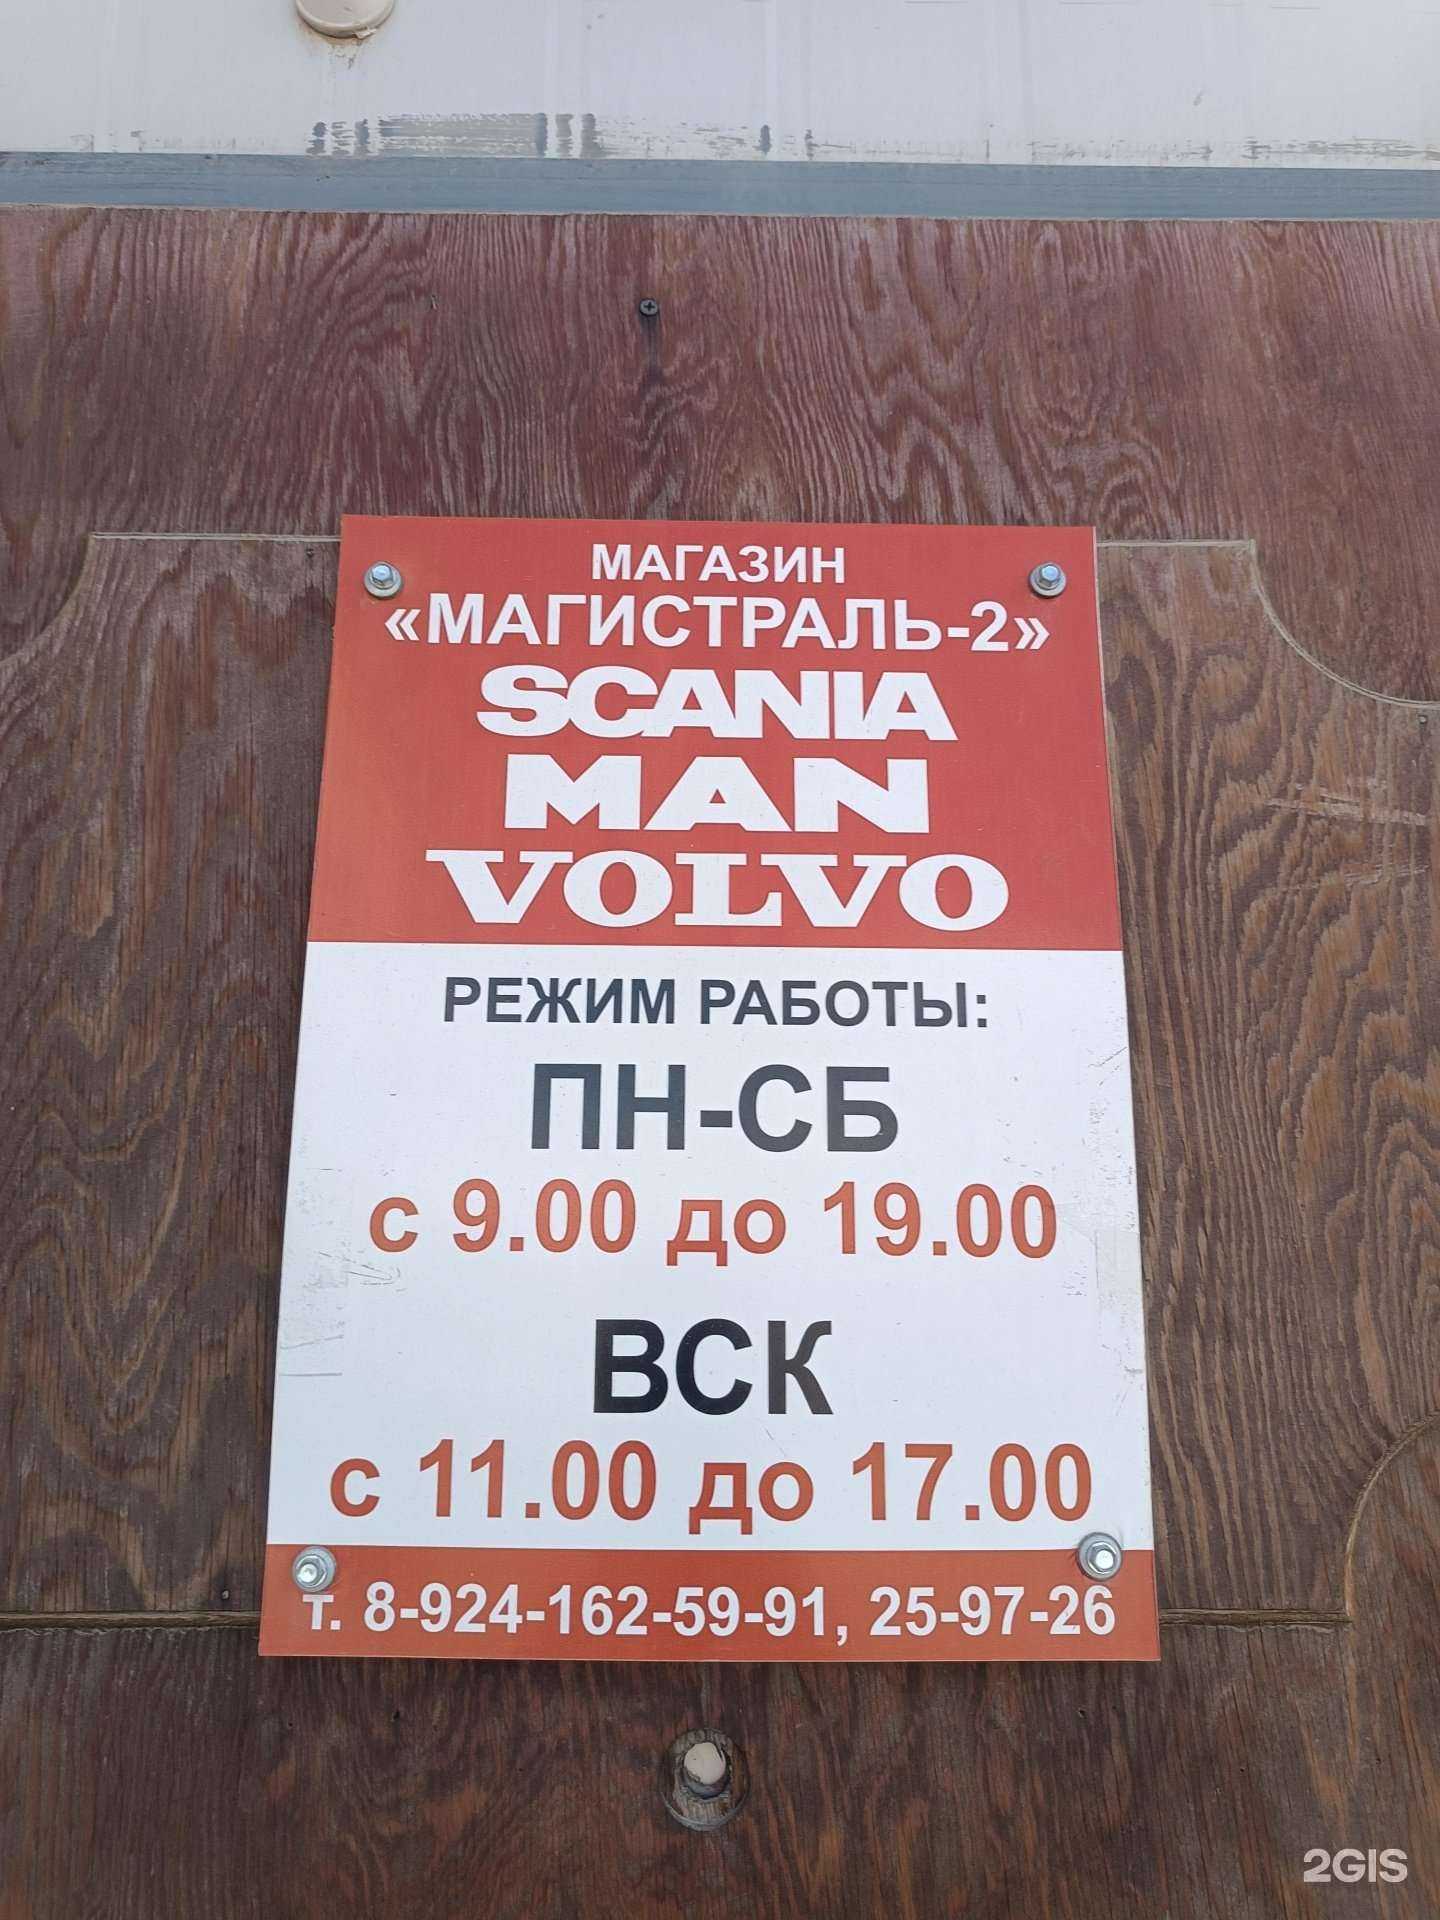 МАГАЗИН
«МАГИСТРАЛЬ-2»
SCANIA
MAN
VOLVO
РЕЖИМ РАБОТЫ:
ПН-СБ
с 9.00 до 19.00
ВСК
с 11.00 до 17.00
т. 8-924-162-59-91, 25-97-26
2GIS